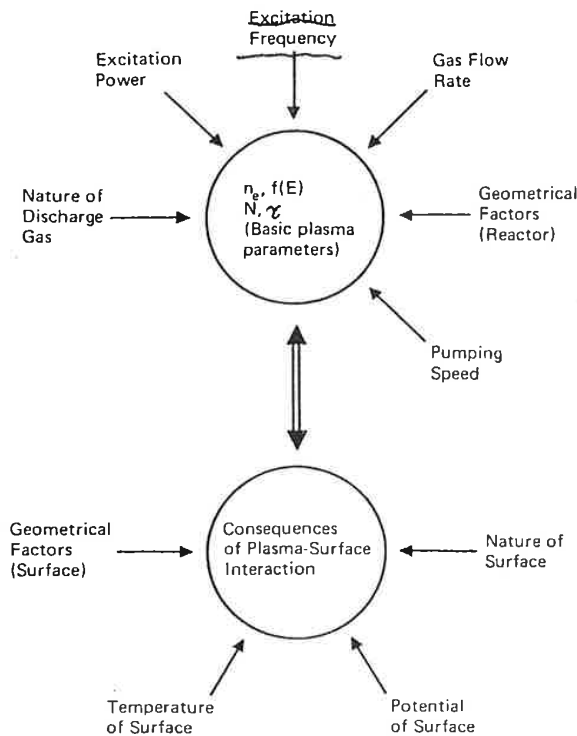 Excitation
Frequency
Excitation
Power
Gas Flow
Rate
Nature of
Discharge
Gas
nₑ, f(E)
N, τ
(Basic plasma
parameters)
Geometrical
Factors
(Reactor)
Pumping
Speed
Geometrical
Factors
(Surface)
Consequences
of Plasma-Surface
Interaction
Nature of
Surface
Temperature
of Surface
Potential
of Surface